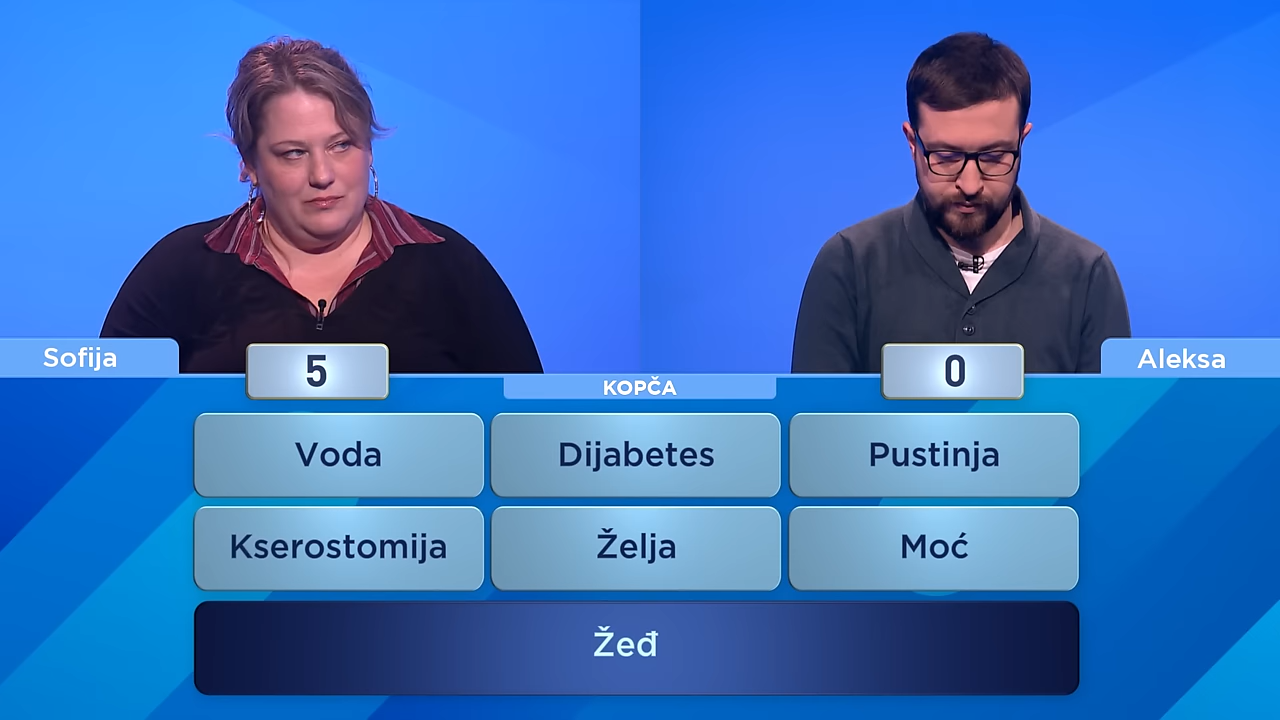 Sofija
5
KOPČA
0
Aleksa
Voda
Dijabetes
Pustinja
Kserostomija
Želja
Moć
Žeđ